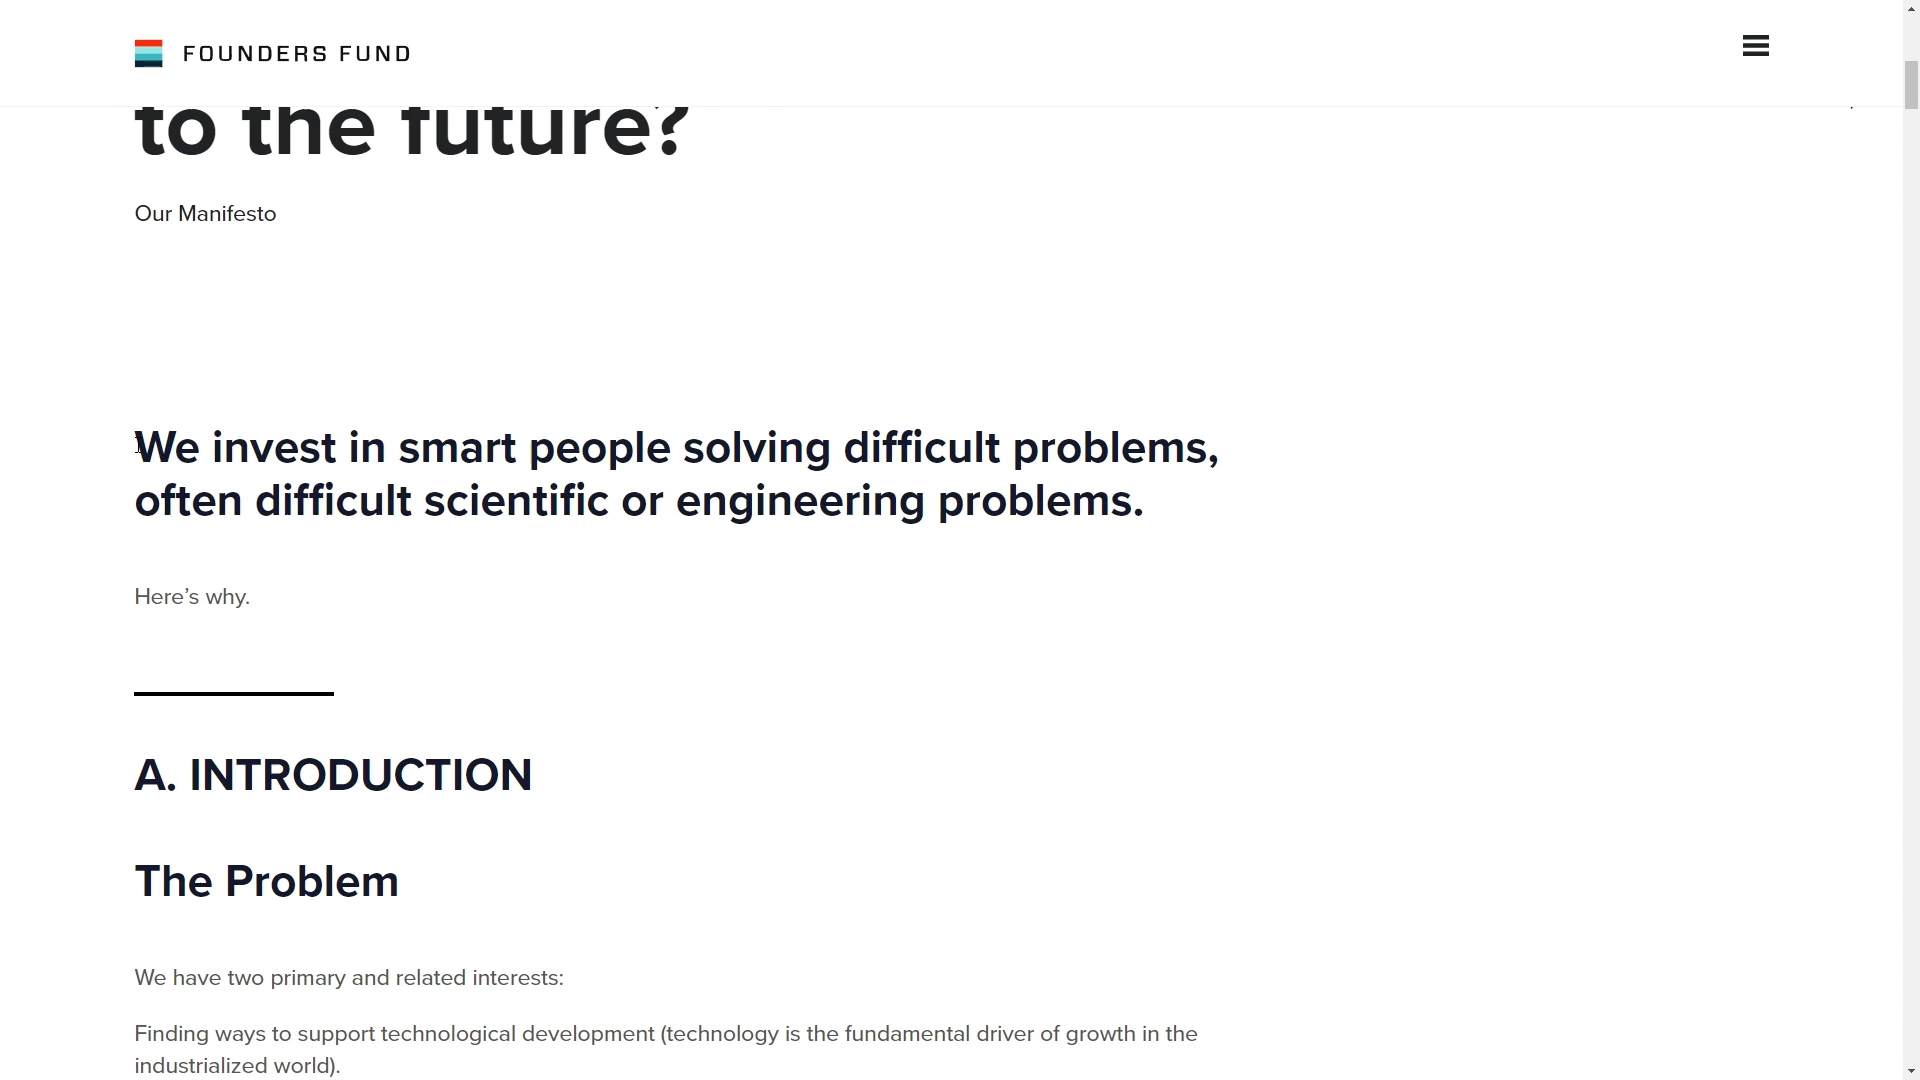 FOUNDERS FUND
to the future?
Our Manifesto
We invest in smart people solving difficult problems,
often difficult scientific or engineering problems.
Here’s why.
A. INTRODUCTION
The Problem
We have two primary and related interests:
Finding ways to support technological development (technology is the fundamental driver of growth in the
industrialized world).